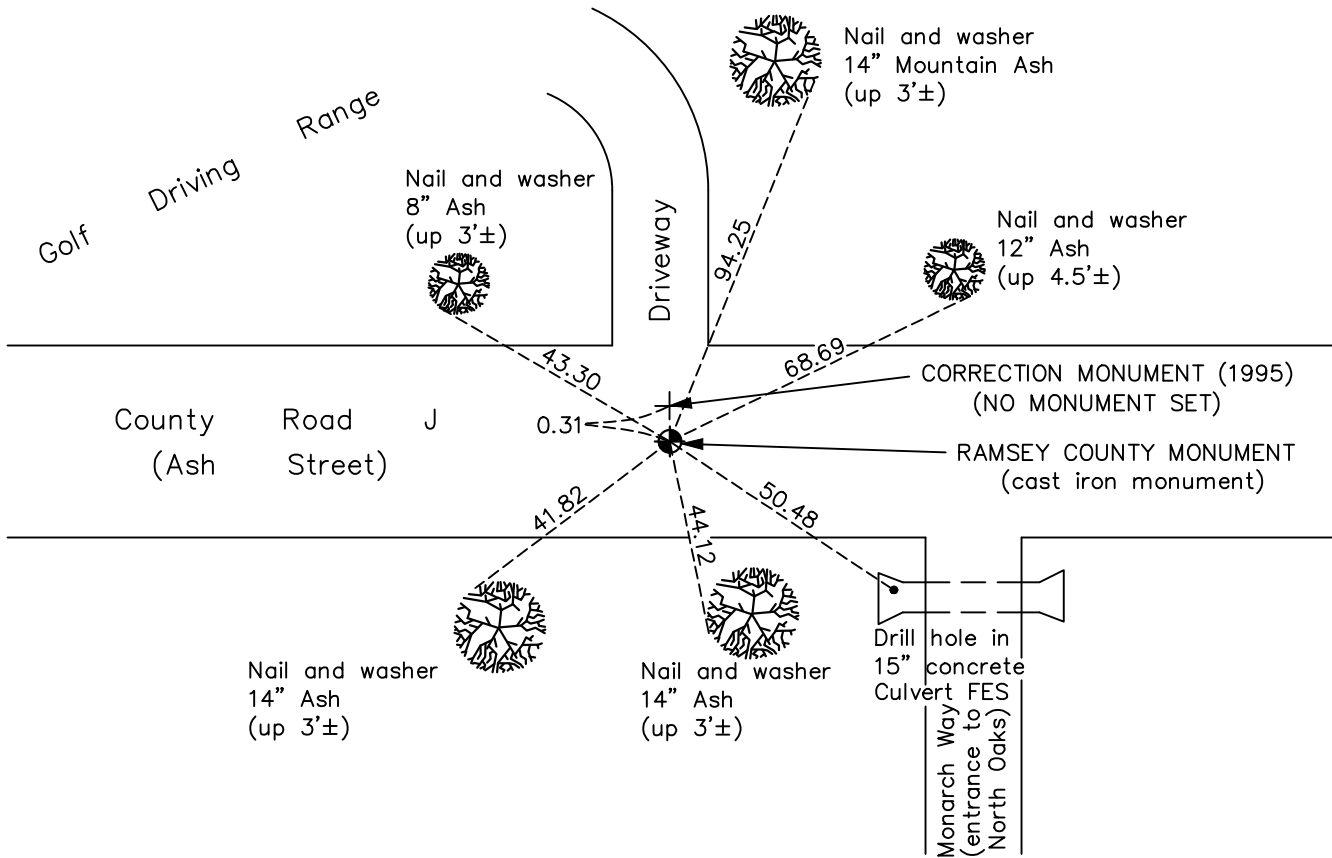 Nail and washer
14” Mountain Ash
(up 3’±)
Golf Driving Range
Nail and washer
8” Ash
(up 3’±)
Driveway
94.25
Nail and washer
12” Ash
(up 4.5’±)
43.30
68.69
CORRECTION MONUMENT (1995)
(NO MONUMENT SET)
County Road J
(Ash Street)
0.31
RAMSEY COUNTY MONUMENT
(cast iron monument)
41.82
44.12
50.48
Nail and washer
14” Ash
(up 3’±)
Nail and washer
14” Ash
(up 3’±)
Drill hole in
15” concrete
Culvert FES
Monarch Way
(entrance to
North Oaks)